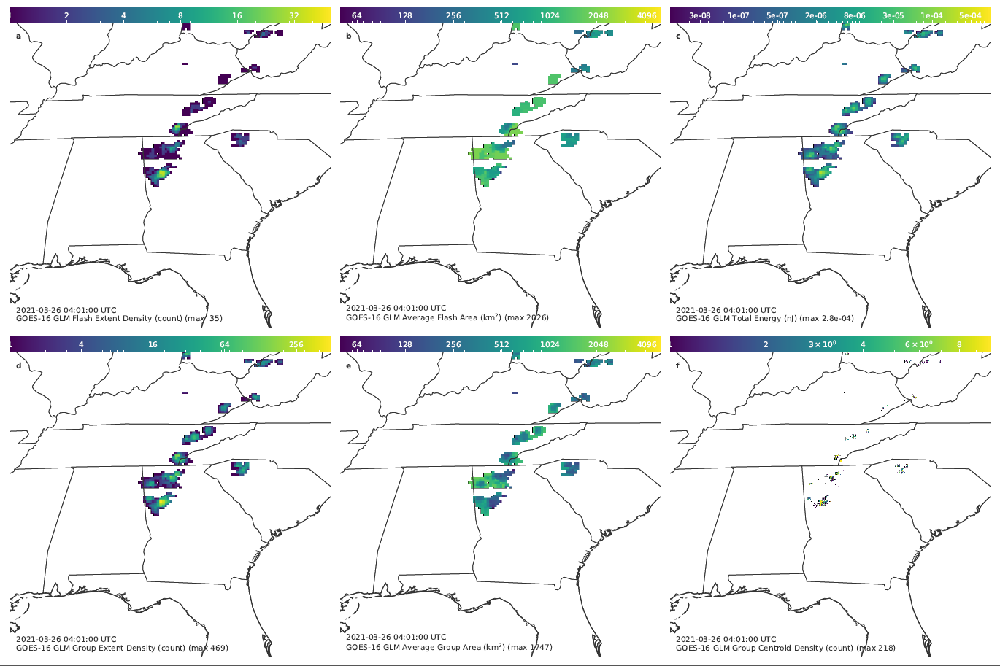 2 4 8 16 32
a
2021-03-26 04:01:00 UTC
GOES-16 GLM Flash Extent Density (count) (max 35)
64 128 256 512 1024 2048 4096
b
2021-03-26 04:01:00 UTC
GOES-16 GLM Average Flash Area (km²) (max 2026)
3e-08 1e-07 5e-07 2e-06 8e-06 3e-05 1e-04 5e-04
c
2021-03-26 04:01:00 UTC
GOES-16 GLM Total Energy (nJ) (max 2.8e-04)
4 16 64 256
d
2021-03-26 04:01:00 UTC
GOES-16 GLM Group Extent Density (count) (max 469)
64 128 256 512 1024 2048 4096
e
2021-03-26 04:01:00 UTC
GOES-16 GLM Average Group Area (km²) (max 1747)
2 3 × 10⁰ 4 6 × 10⁰ 8
f
2021-03-26 04:01:00 UTC
GOES-16 GLM Group Centroid Density (count) (max 218)